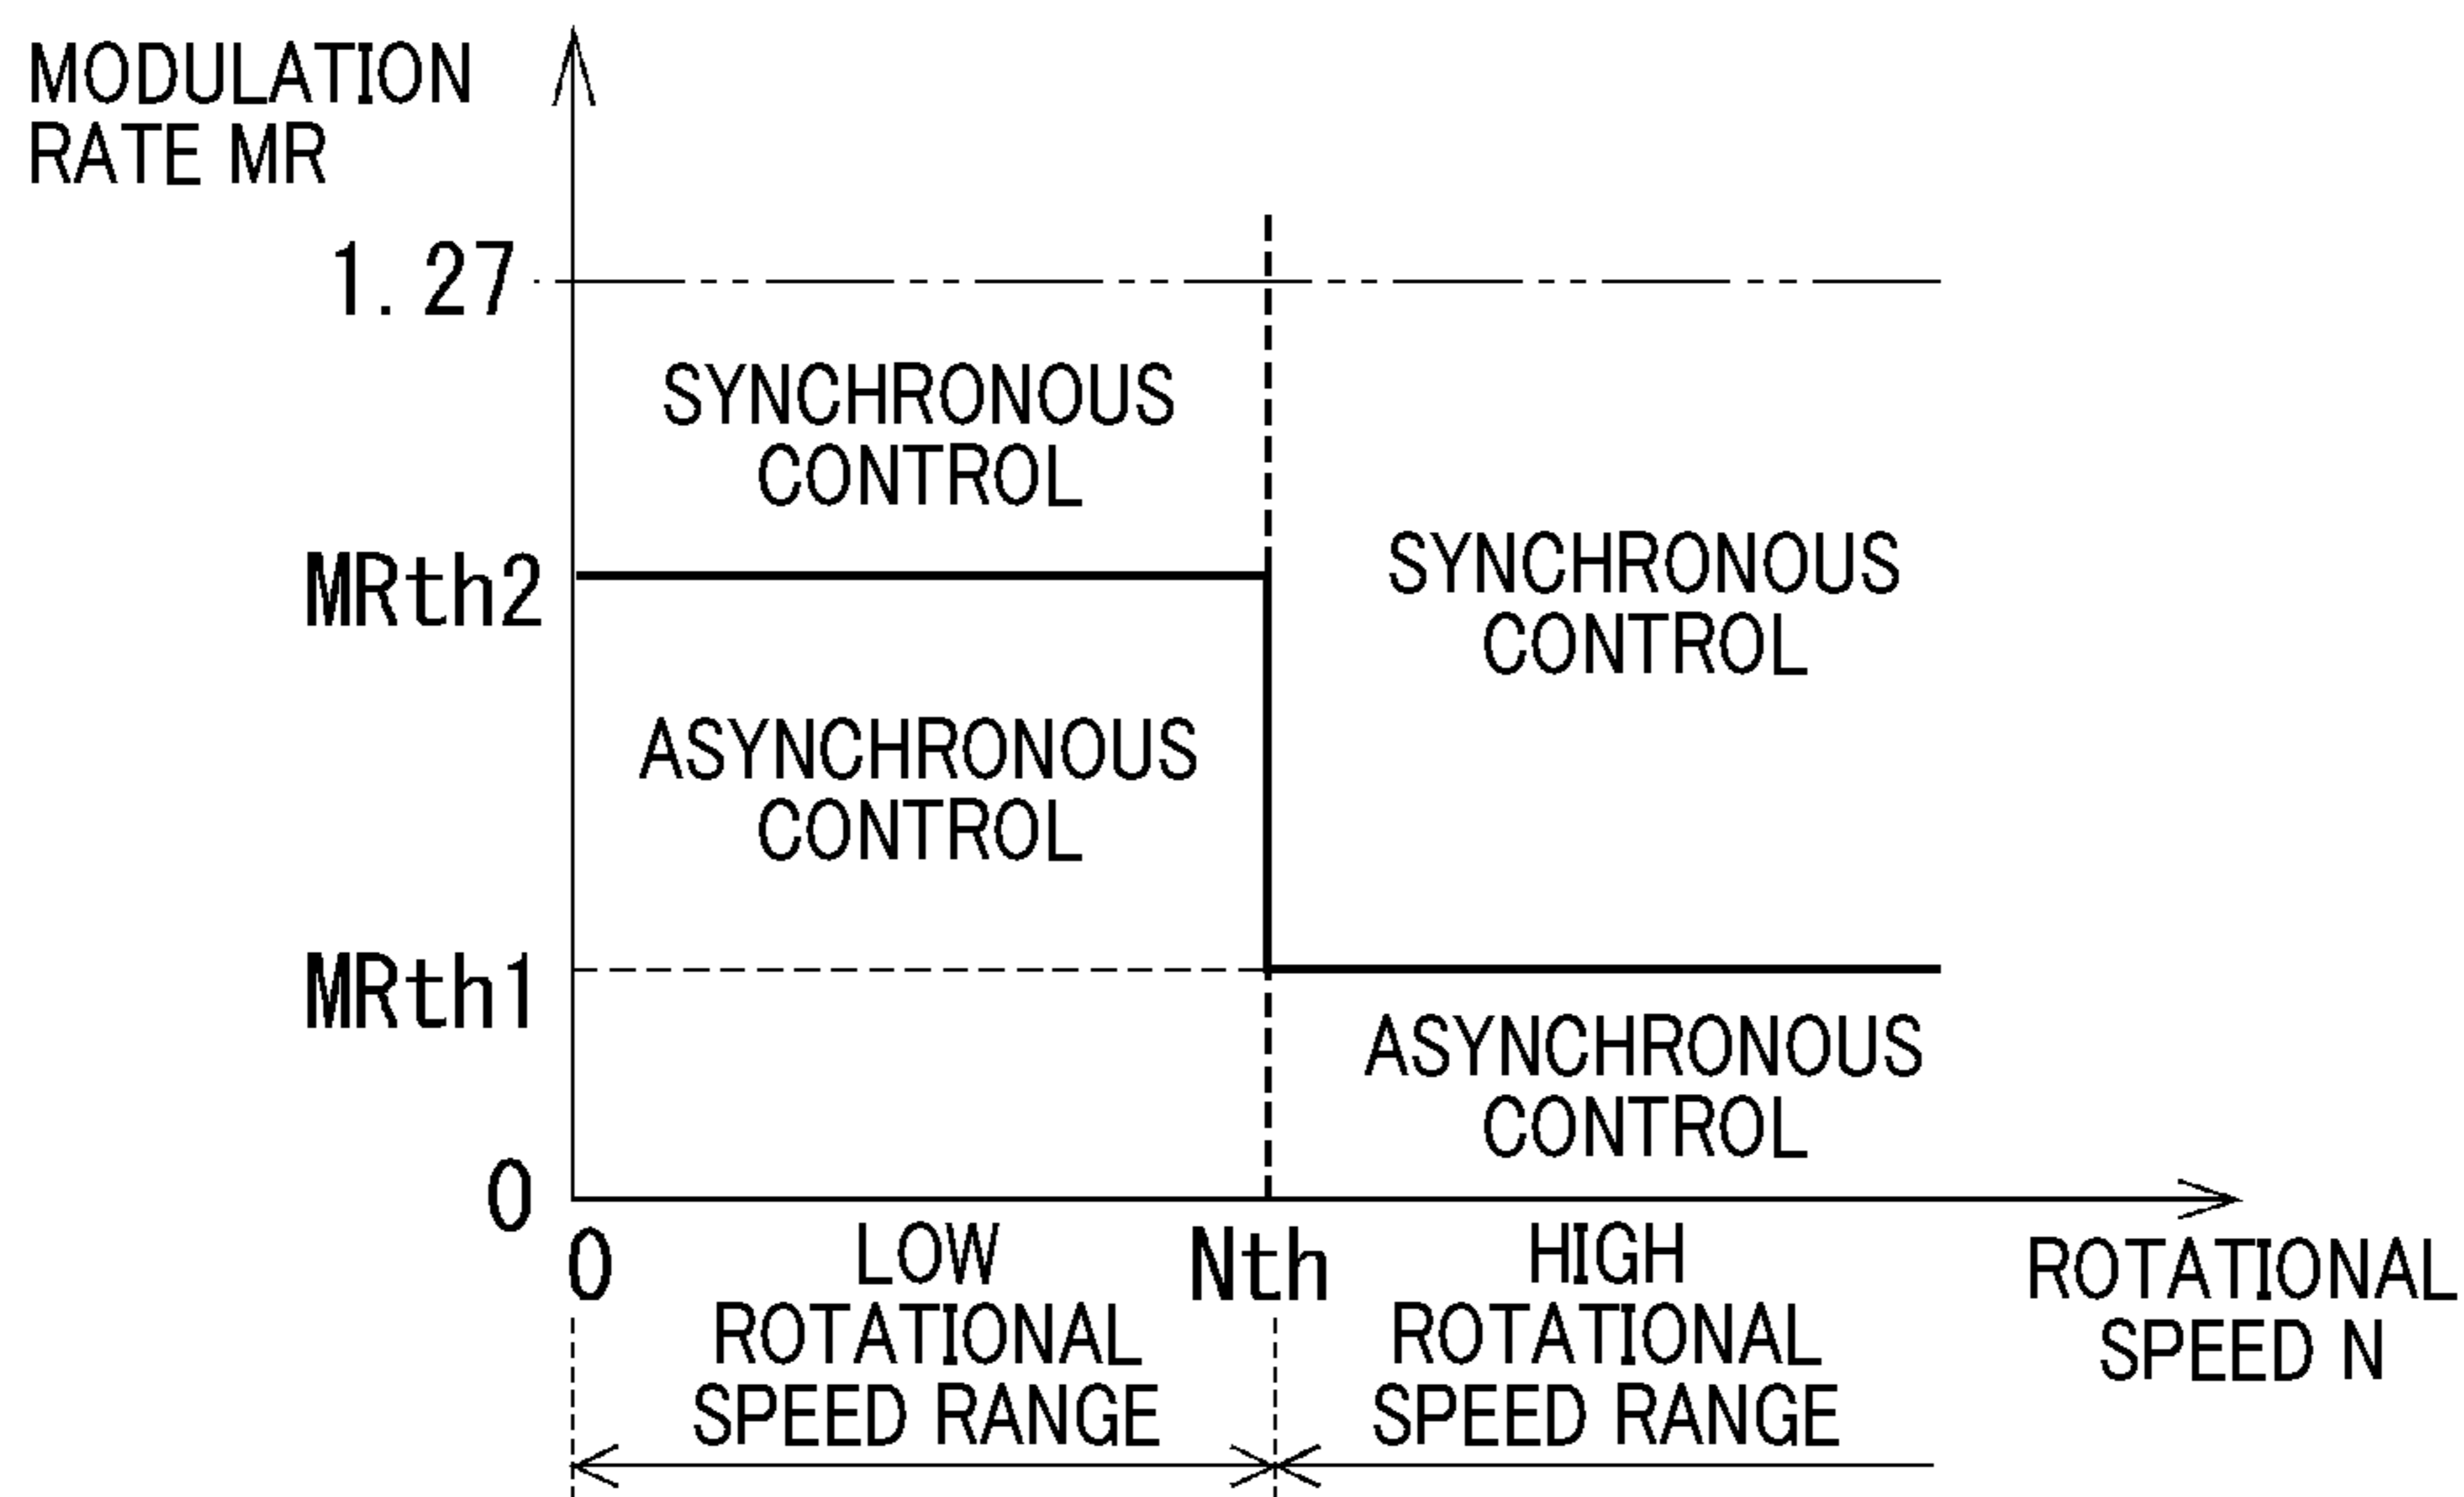 MODULATION
RATE MR
1.27
SYNCHRONOUS
CONTROL
MRth2
SYNCHRONOUS
CONTROL
ASYNCHRONOUS
CONTROL
MRth1
ASYNCHRONOUS
CONTROL
0
0
LOW
ROTATIONAL
SPEED RANGE
Nth
HIGH
ROTATIONAL
SPEED RANGE
ROTATIONAL
SPEED N